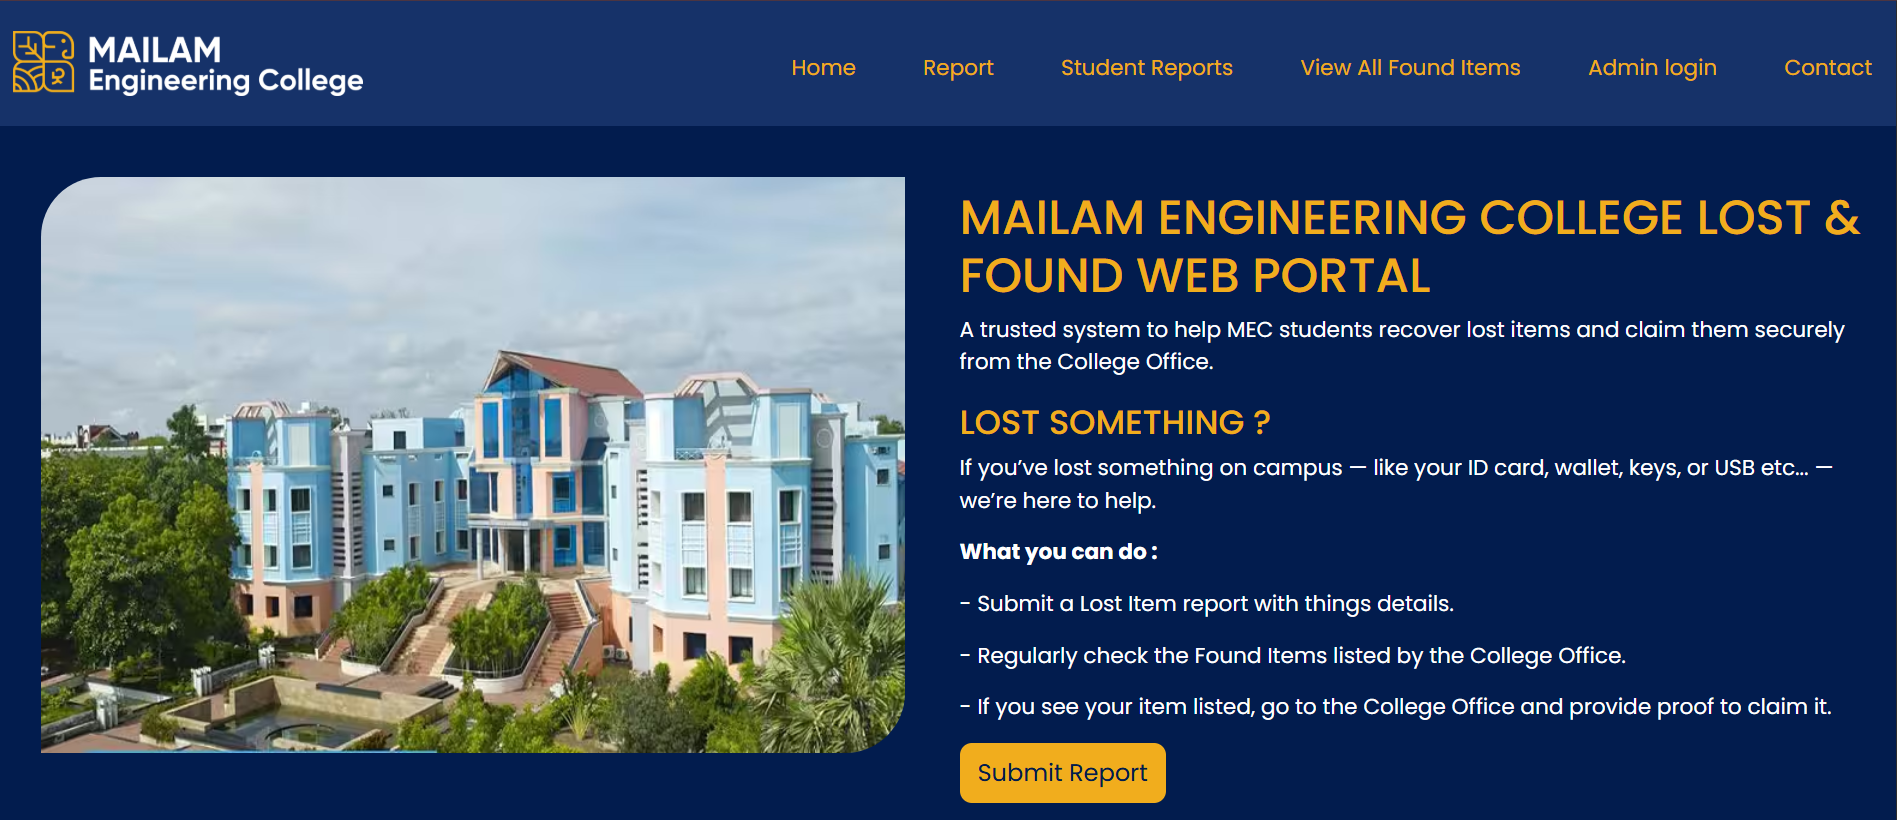 MAILAM
Engineering College
Home
Report
Student Reports
View All Found Items
Admin login
Contact
MAILAM ENGINEERING COLLEGE LOST &
FOUND WEB PORTAL
A trusted system to help MEC students recover lost items and claim them securely
from the College Office.
LOST SOMETHING ?
If you’ve lost something on campus — like your ID card, wallet, keys, or USB etc... —
we’re here to help.
What you can do :
- Submit a Lost Item report with things details.
- Regularly check the Found Items listed by the College Office.
- If you see your item listed, go to the College Office and provide proof to claim it.
Submit Report